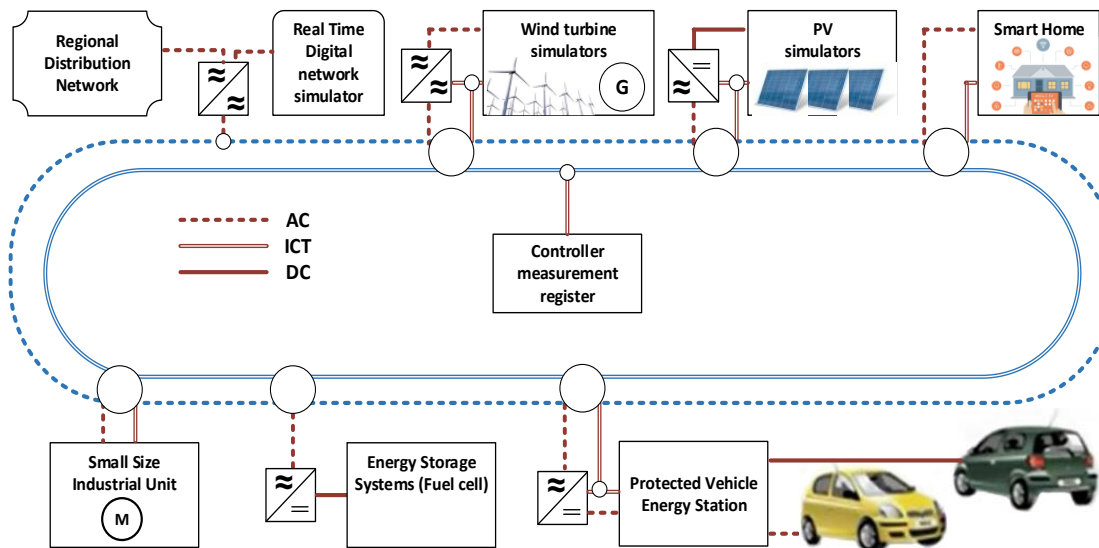 Regional
Distribution
Network
Real Time
Digital
network
simulator
Wind turbine
simulators
G
PV
simulators
Smart Home
AC
ICT
DC
Controller
measurement
register
Small Size
Industrial Unit
M
Energy Storage
Systems (Fuel cell)
Protected Vehicle
Energy Station